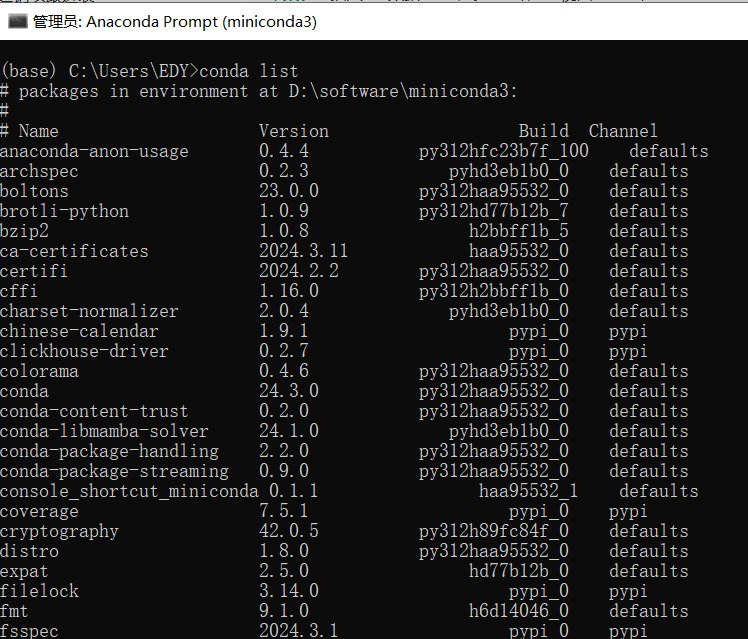 管理员: Anaconda Prompt (miniconda3)
(base) C:\Users\EDY>conda list
# packages in environment at D:\software\miniconda3:
#
# Name                    Version                   Build  Channel
anaconda-anon-usage       0.4.4           py312hfc23b7f_100    defaults
archspec                  0.2.3              pyhd3eb1b0_0    defaults
boltons                   23.0.0          py312haa95532_0    defaults
brotli-python             1.0.9           py312hd77b12b_7    defaults
bzip2                     1.0.8                h2bbff1b_5    defaults
ca-certificates           2024.3.11            haa95532_0    defaults
certifi                   2024.2.2        py312haa95532_0    defaults
cffi                      1.16.0          py312h2bbff1b_0    defaults
charset-normalizer        2.0.4              pyhd3eb1b0_0    defaults
chinese-calendar          1.9.1                    pypi_0    pypi
clickhouse-driver         0.2.7                    pypi_0    pypi
colorama                  0.4.6           py312haa95532_0    defaults
conda                     24.3.0          py312haa95532_0    defaults
conda-content-trust       0.2.0           py312haa95532_0    defaults
conda-libmamba-solver     24.1.0             pyhd3eb1b0_0    defaults
conda-package-handling    2.2.0           py312haa95532_0    defaults
conda-package-streaming   0.9.0           py312haa95532_0    defaults
console_shortcut_miniconda 0.1.1                 haa95532_1    defaults
coverage                  7.5.1                    pypi_0    pypi
cryptography              42.0.5          py312h89fc84f_0    defaults
distro                    1.8.0           py312haa95532_0    defaults
expat                     2.5.0                hd77b12b_0    defaults
filelock                  3.14.0                   pypi_0    pypi
fmt                       9.1.0                h6d14046_0    defaults
fsspec                    2024.3.1                 pypi_0    pypi